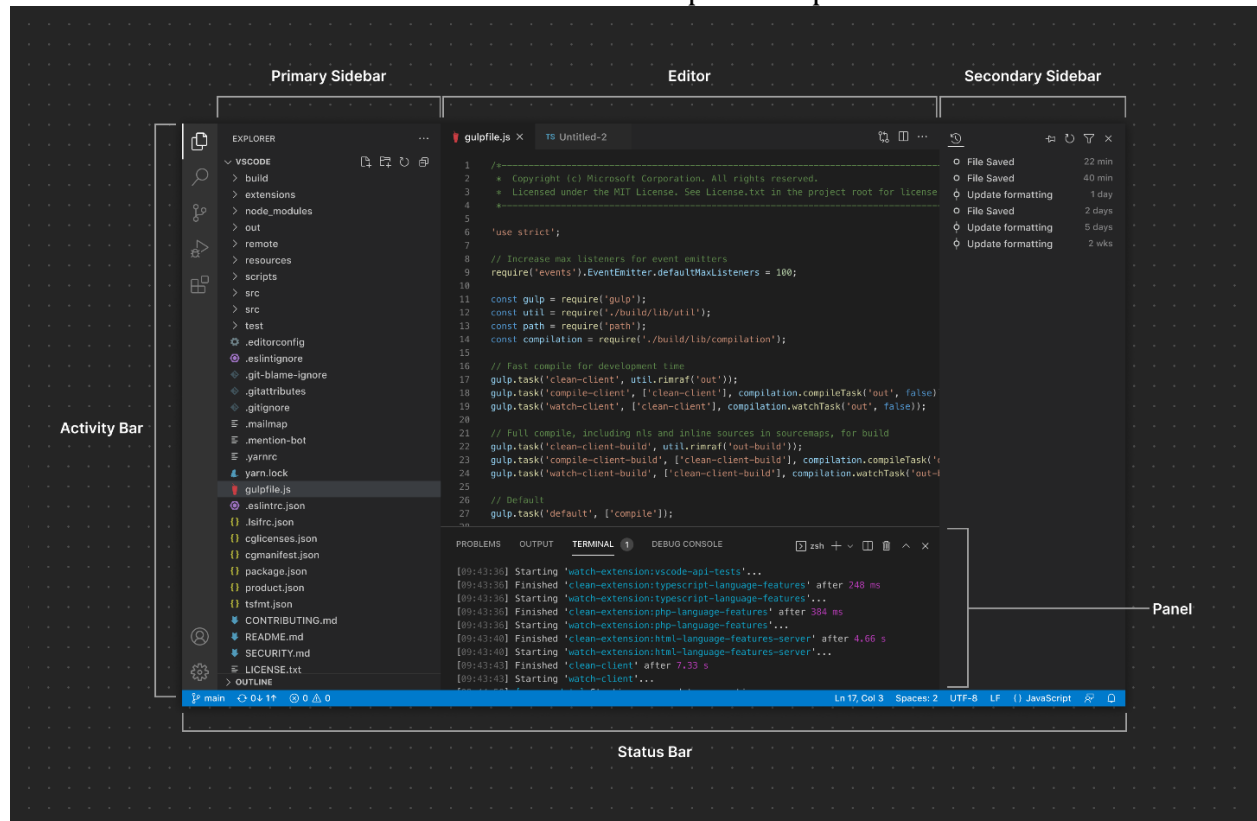 Primary Sidebar
Editor
Secondary Sidebar
Activity Bar
EXPLORER
VSCODE
build
extensions
node_modules
out
remote
resources
scripts
src
src
test
.editorconfig
.eslintignore
.git-blame-ignore
.gitattributes
.gitignore
.mailmap
.mention-bot
.yarnrc
yarn.lock
gulpfile.js
.eslintrc.json
.lsifrc.json
cglicenses.json
cgmanifest.json
package.json
product.json
tsfmt.json
CONTRIBUTING.md
README.md
SECURITY.md
LICENSE.txt
OUTLINE
gulpfile.js
TS Untitled-2
1 /*
2 * Copyright (c) Microsoft Corporation. All rights reserved.
3 * Licensed under the MIT License. See License.txt in the project root for license
4 *
5
6 'use strict';
7
8 // Increase max listeners for event emitters
9 require('events').EventEmitter.defaultMaxListeners = 100;
10
11 const gulp = require('gulp');
12 const util = require('./build/lib/util');
13 const path = require('path');
14 const compilation = require('./build/lib/compilation');
15
16 // Fast compile for development time
17 gulp.task('clean-client', util.rimraf('out'));
18 gulp.task('compile-client', ['clean-client'], compilation.compileTask('out', false)
19 gulp.task('watch-client', ['clean-client'], compilation.watchTask('out', false));
20
21 // Full compile, including nls and inline sources in sourcemaps, for build
22 gulp.task('clean-client-build', util.rimraf('out-build'));
23 gulp.task('compile-client-build', ['clean-client-build'], compilation.compileTask('
24 gulp.task('watch-client-build', ['clean-client-build'], compilation.watchTask('out-
25
26 // Default
27 gulp.task('default', ['compile']);
File Saved 22 min
File Saved 40 min
Update formatting 1 day
File Saved 2 days
Update formatting 5 days
Update formatting 2 wks
PROBLEMS OUTPUT TERMINAL 1 DEBUG CONSOLE zsh
[09:43:36] Starting 'watch-extension:vscode-api-tests'...
[09:43:36] Finished 'clean-extension:typescript-language-features' after 248 ms
[09:43:36] Starting 'watch-extension:typescript-language-features'...
[09:43:36] Finished 'clean-extension:php-language-features' after 384 ms
[09:43:36] Starting 'watch-extension:php-language-features'...
[09:43:40] Finished 'clean-extension:html-language-features-server' after 4.66 s
[09:43:40] Starting 'watch-extension:html-language-features-server'...
[09:43:43] Finished 'clean-client' after 7.33 s
[09:43:43] Starting 'watch-client'...
Panel
main 0↓ 1↑ 0 0
Ln 17, Col 3 Spaces: 2 UTF-8 LF {} JavaScript
Status Bar